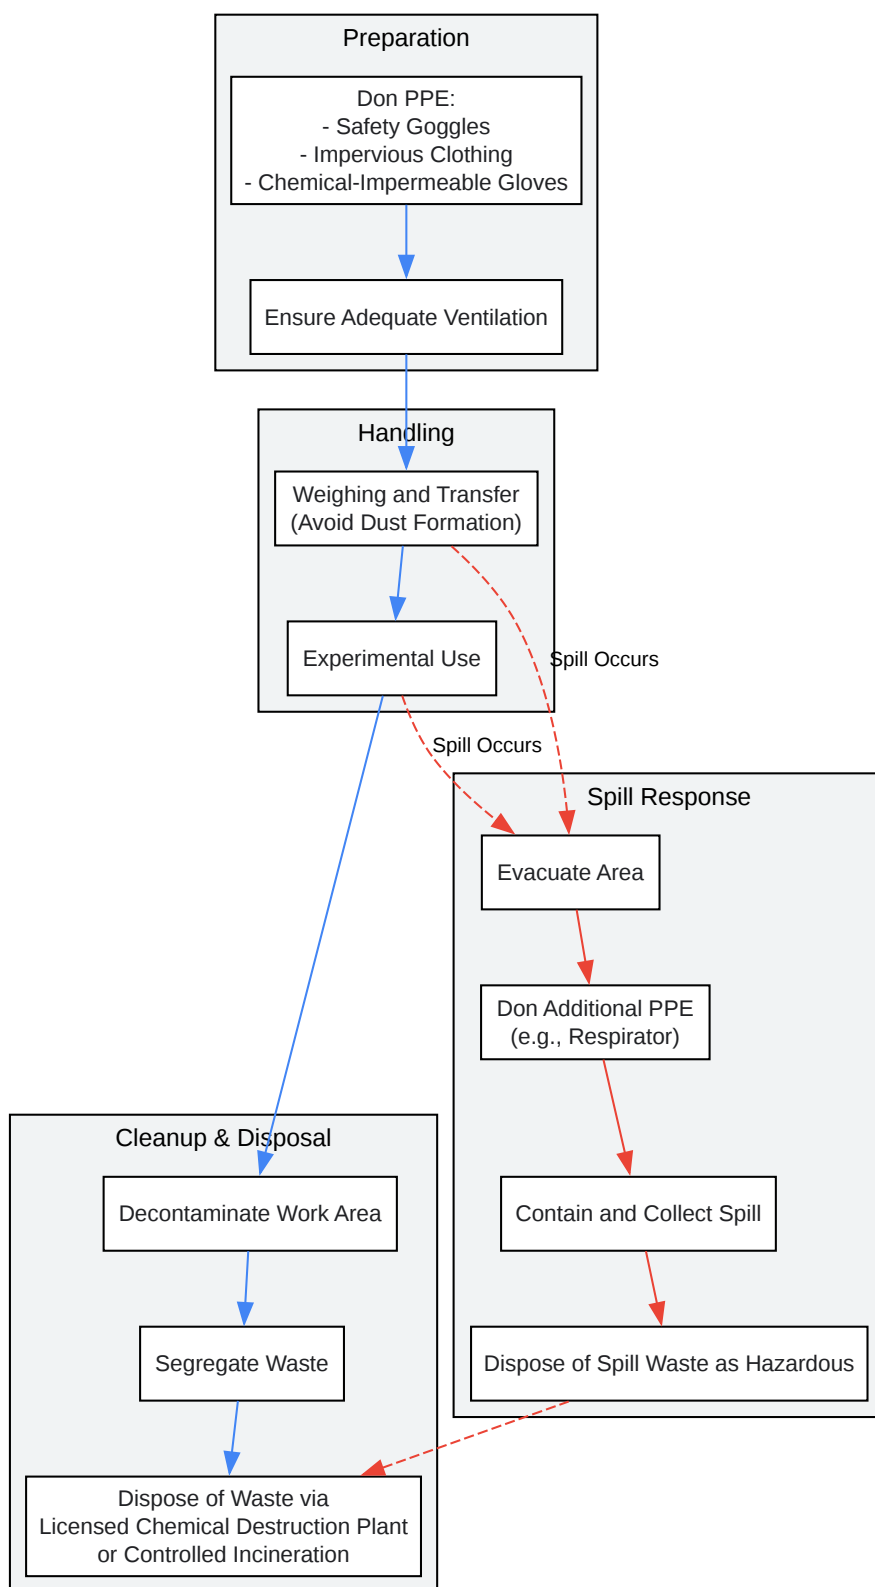 Preparation
Don PPE:
- Safety Goggles
- Impervious Clothing
- Chemical-Impermeable Gloves
Ensure Adequate Ventilation
Handling
Weighing and Transfer
(Avoid Dust Formation)
Experimental Use
Spill Occurs
Spill Occurs
Spill Response
Evacuate Area
Don Additional PPE
(e.g., Respirator)
Contain and Collect Spill
Dispose of Spill Waste as Hazardous
Cleanup & Disposal
Decontaminate Work Area
Segregate Waste
Dispose of Waste via
Licensed Chemical Destruction Plant
or Controlled Incineration